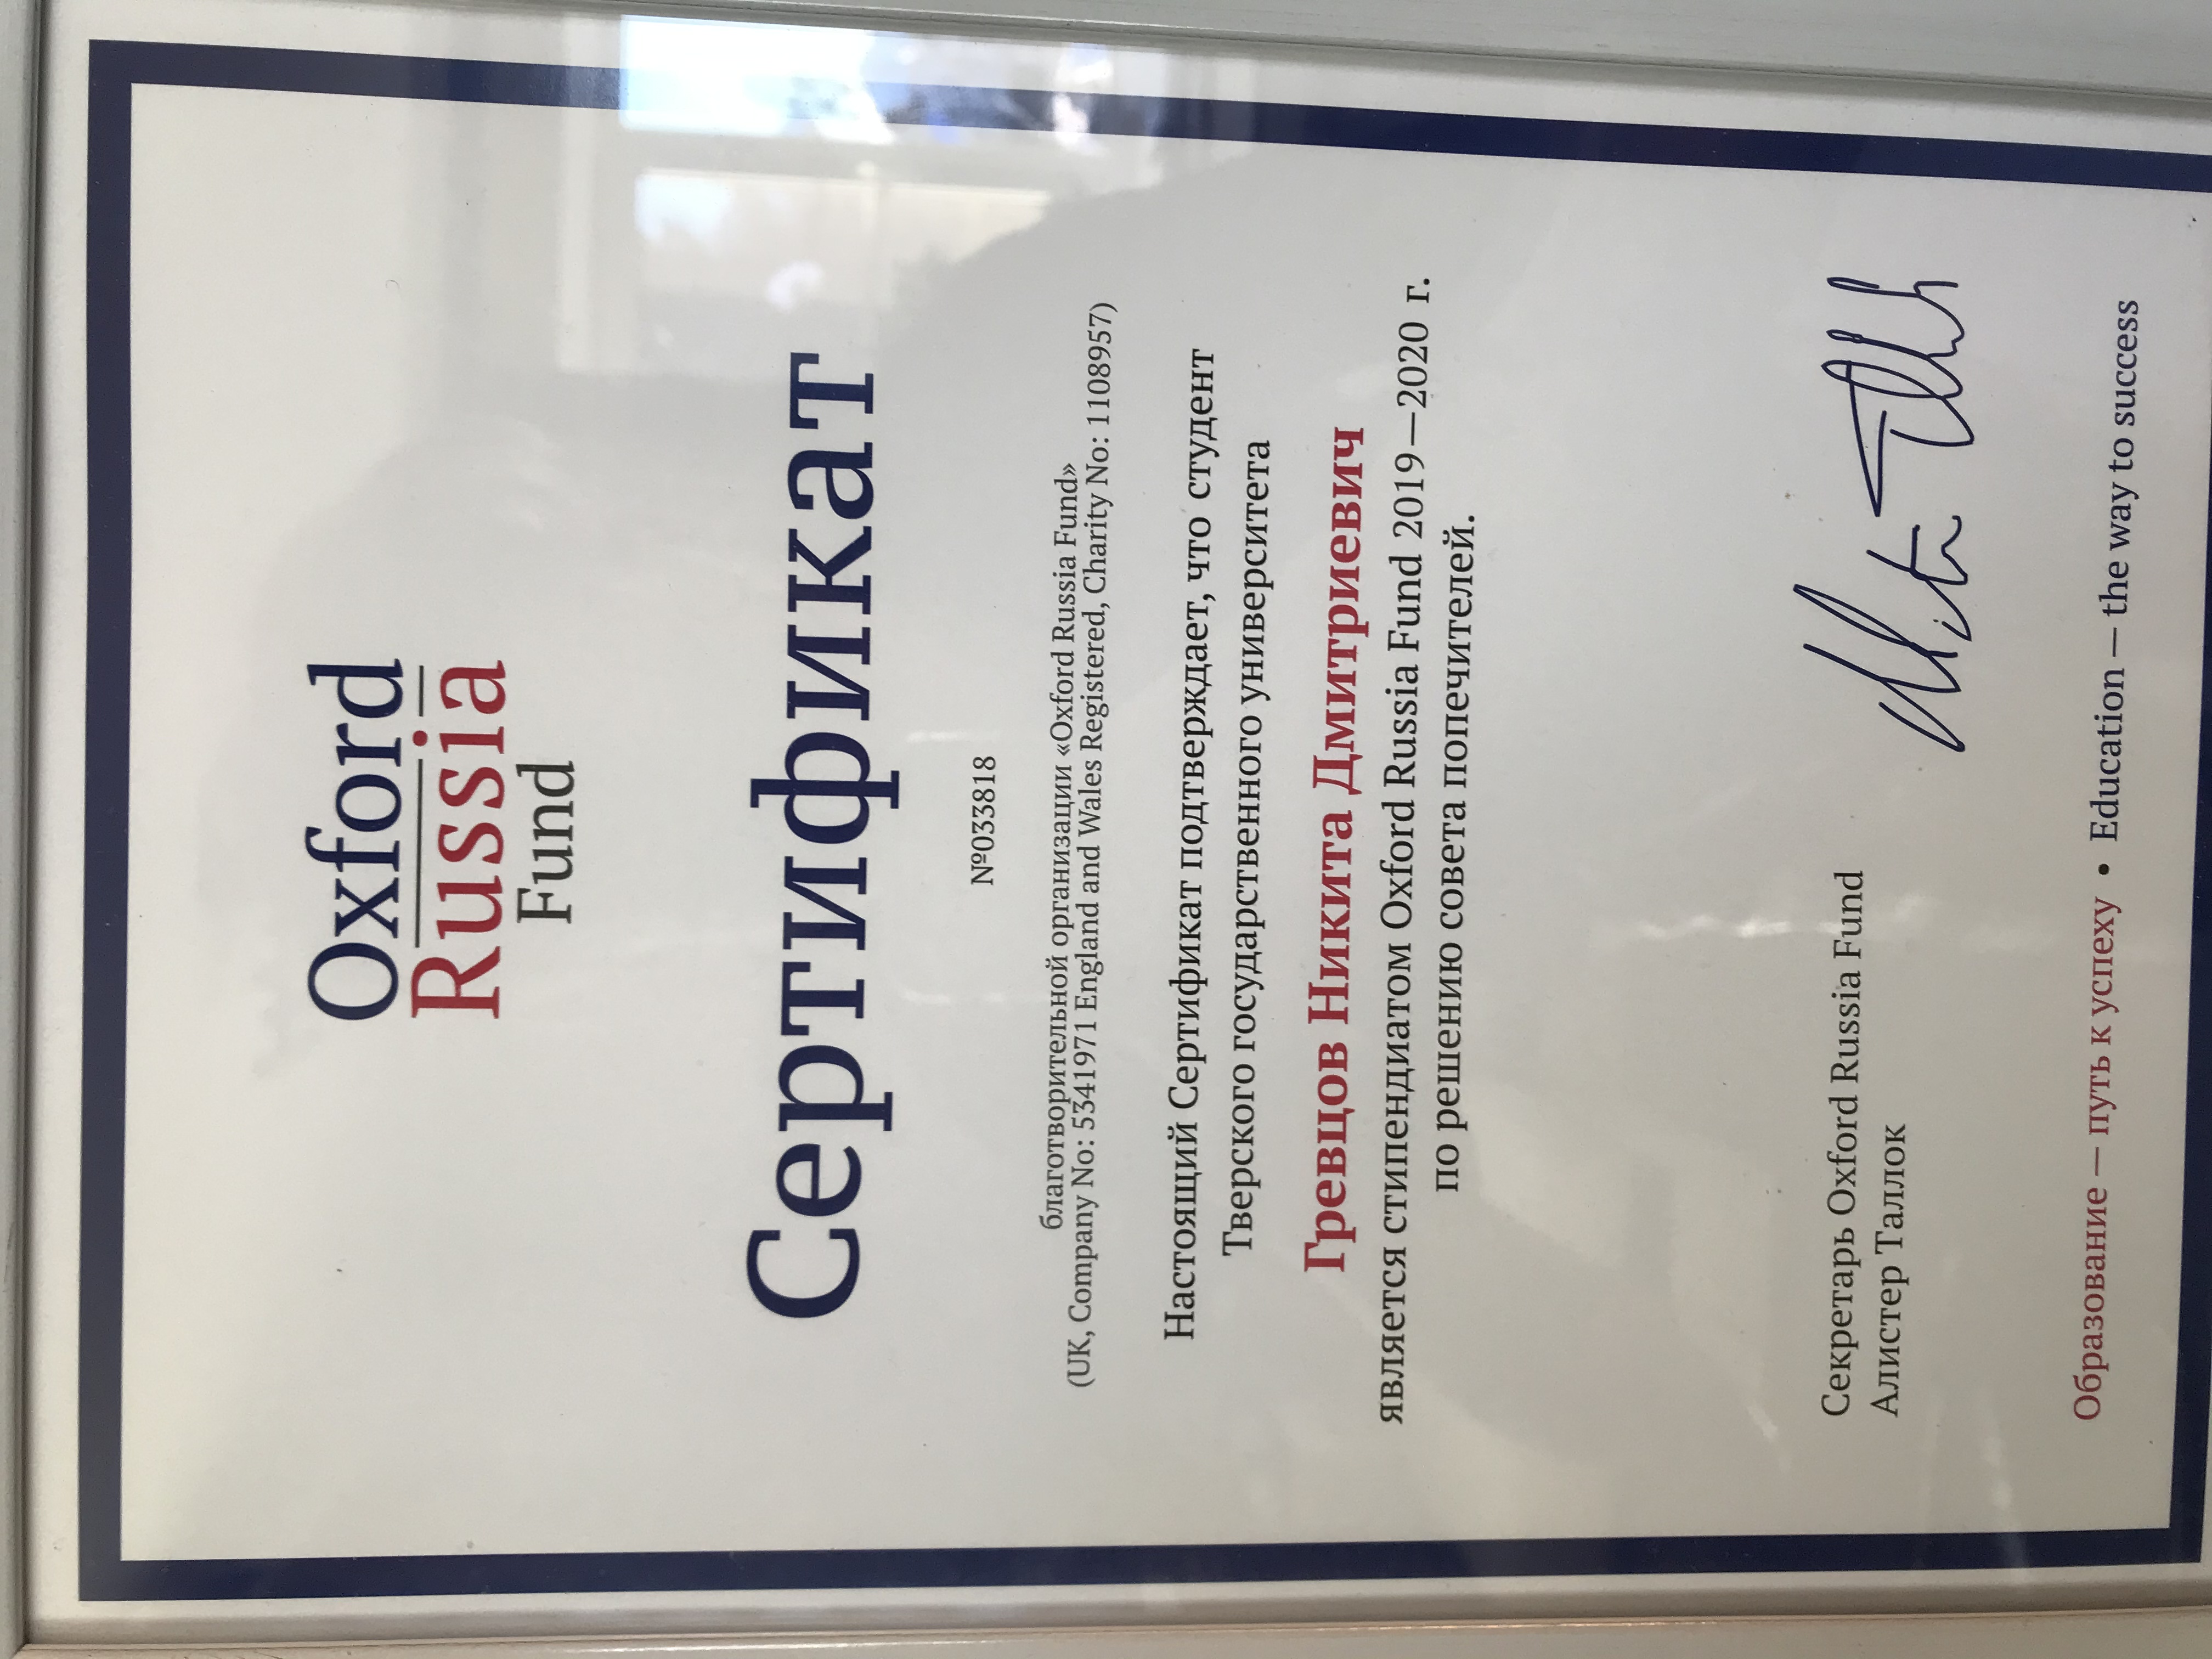 Oxford
Russia
Fund
Сертификат
№033818
благотворительной организации «Oxford Russia Fund»
(UK, Company No: 5341971 England and Wales Registered, Charity No: 1108957)
Настоящий Сертификат подтверждает, что студент
Тверского государственного университета
Гревцов Никита Дмитриевич
является стипендиатом Oxford Russia Fund 2019—2020 г.
по решению совета попечителей.
Секретарь Oxford Russia Fund
Алистер Таллок
Образование — путь к успеху • Education — the way to success